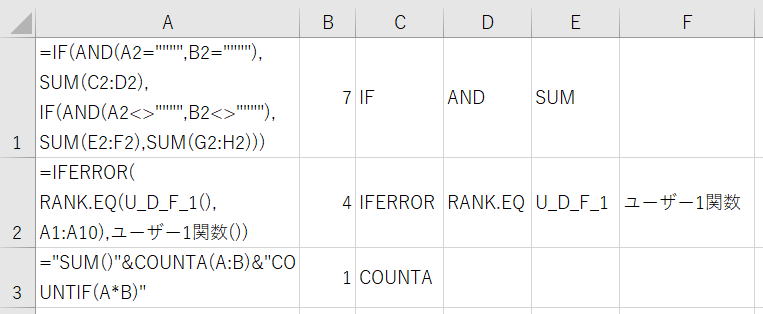 A B C D E F
=IF(AND(A2="""",B2=""""),
SUM(C2:D2),
IF(AND(A2<>"""",B2<>""""),
SUM(E2:F2),SUM(G2:H2)))
1 7 IF AND SUM
=IFERROR(
RANK.EQ(U_D_F_1(),
A1:A10),ユーザー1関数())
2 4 IFERROR RANK.EQ U_D_F_1 ユーザー1関数
="SUM()"&COUNTA(A:B)&"CO
UNTIF(A*B)"
3 1 COUNTA